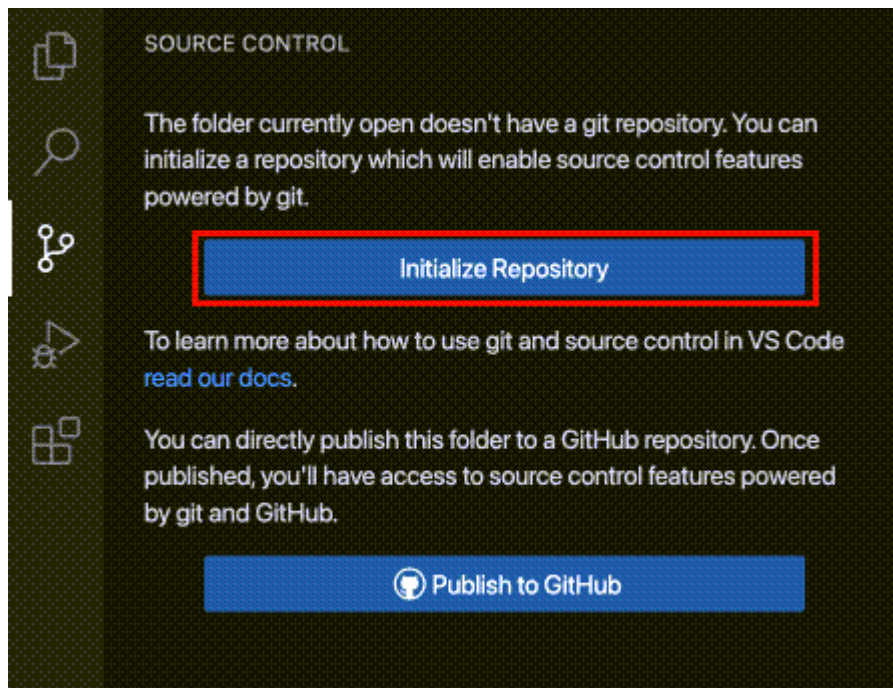 SOURCE CONTROL
The folder currently open doesn't have a git repository. You can
initialize a repository which will enable source control features
powered by git.
Initialize Repository
To learn more about how to use git and source control in VS Code
read our docs.
You can directly publish this folder to a GitHub repository. Once
published, you'll have access to source control features powered
by git and GitHub.
Publish to GitHub